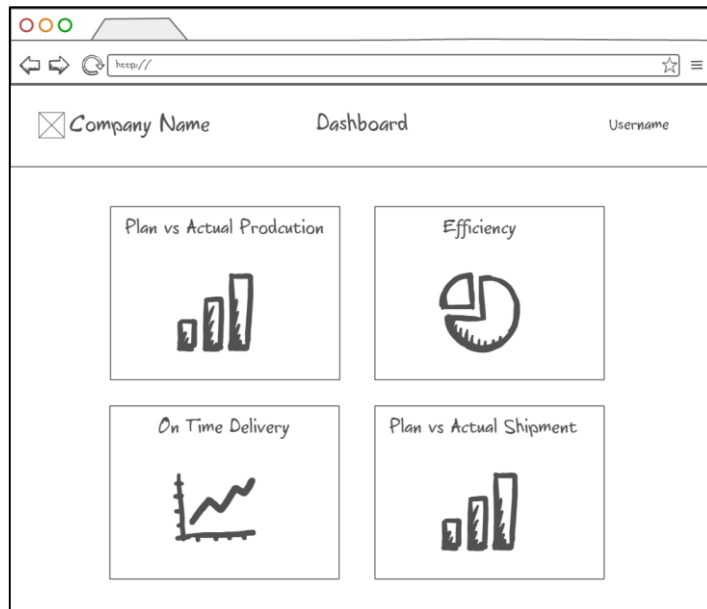 http://
Company Name
Dashboard
Username
Plan vs Actual Prodcution
Efficiency
On Time Delivery
Plan vs Actual Shipment